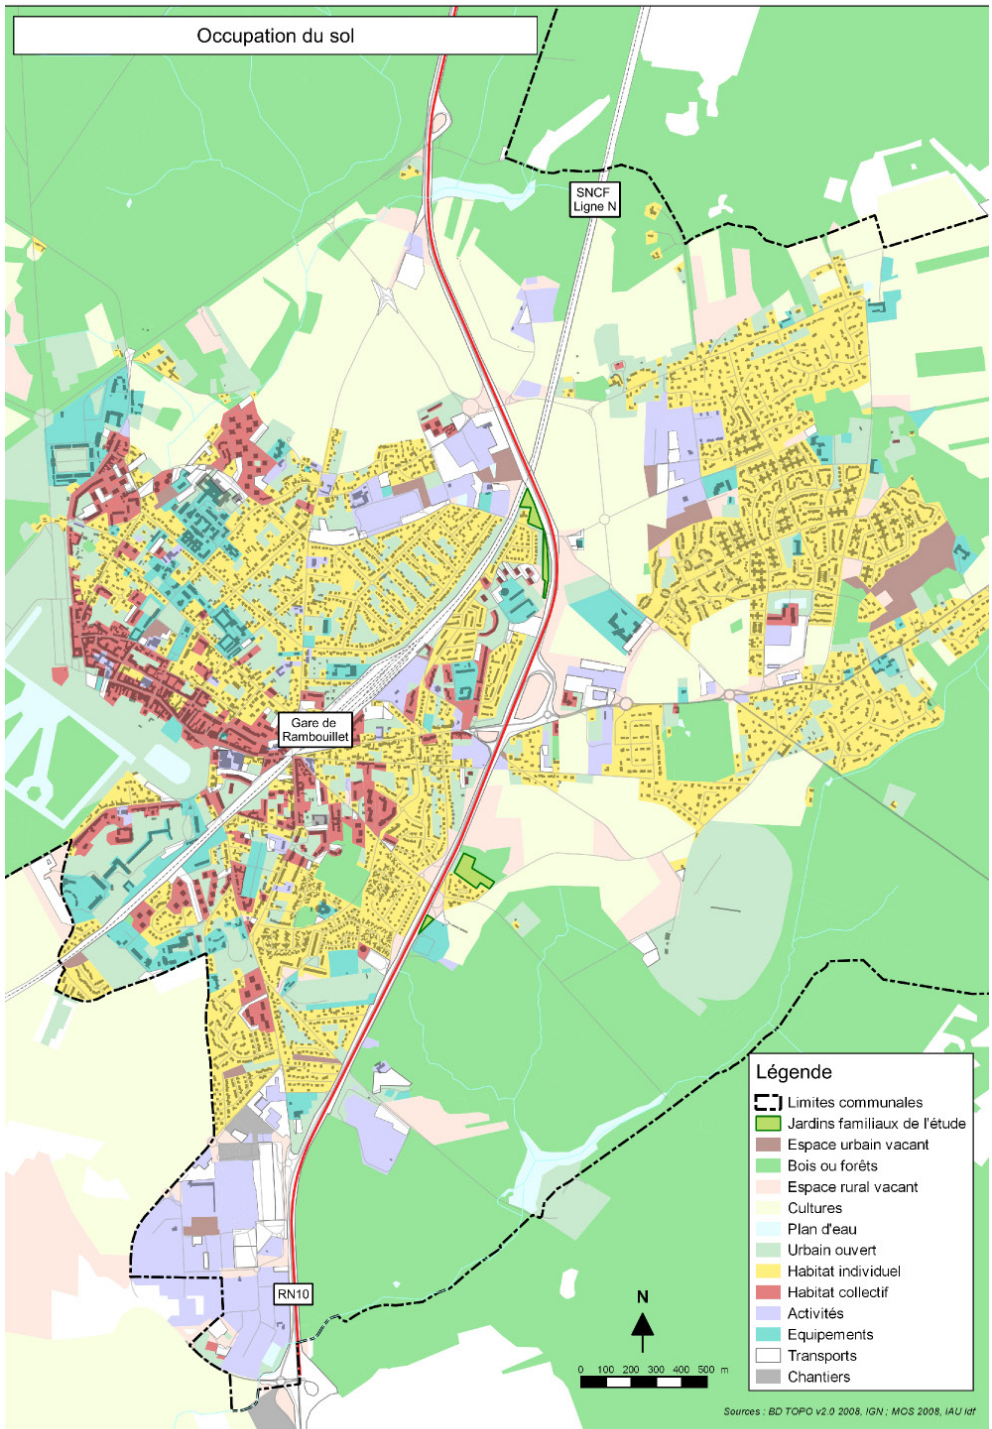 Occupation du sol
SNCF
Ligne N
Gare de
Rambouillet
RN10
N
0 100 200 300 400 500 m
Légende
Limites communales
Jardins familiaux de l'étude
Espace urbain vacant
Bois ou forêts
Espace rural vacant
Cultures
Plan d'eau
Urbain ouvert
Habitat individuel
Habitat collectif
Activités
Equipements
Transports
Chantiers
Sources : BD TOPO v2.0 2008, IGN ; MOS 2008, IAU idf